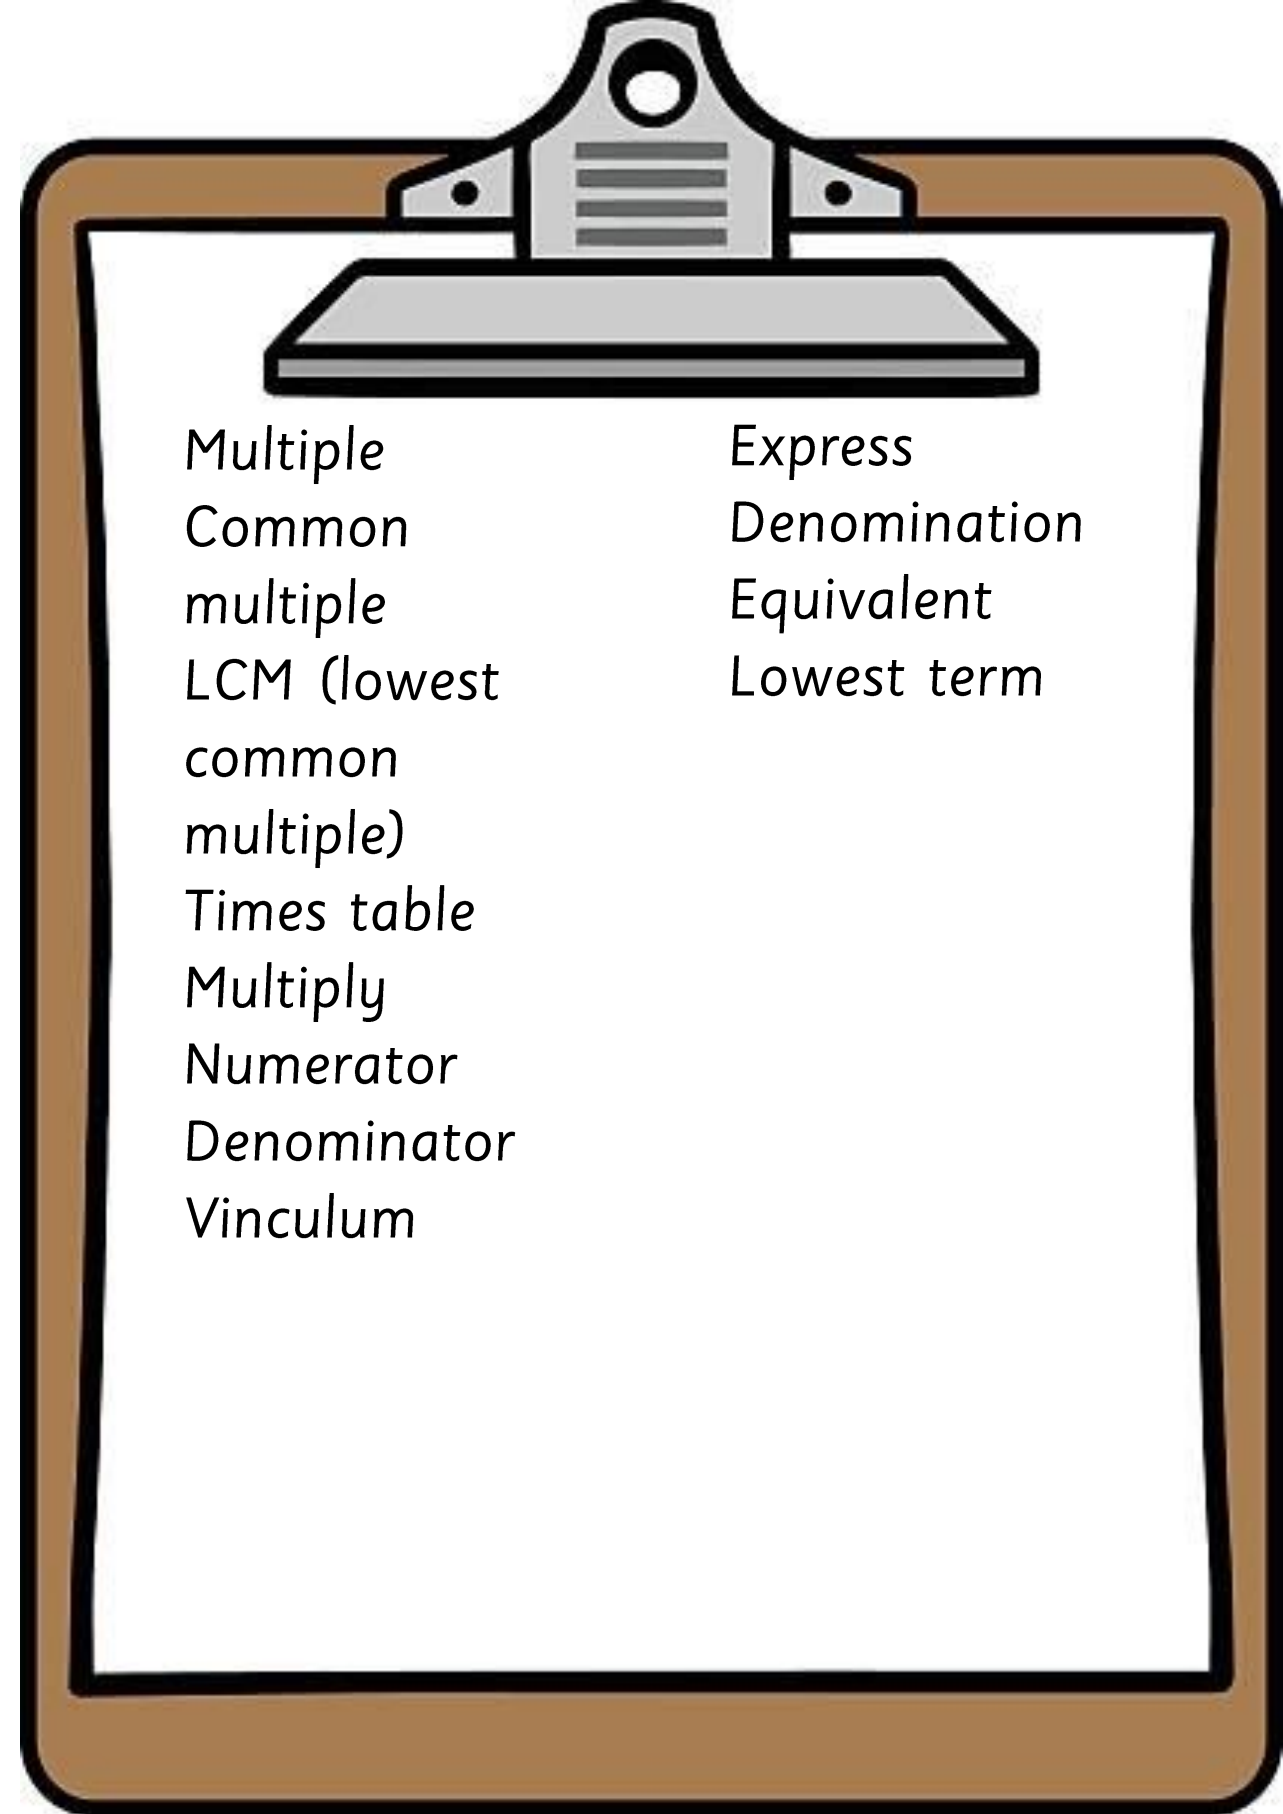 Multiple
Common
multiple
LCM (lowest
common
multiple)
Times table
Multiply
Numerator
Denominator
Vinculum
Express
Denomination
Equivalent
Lowest term